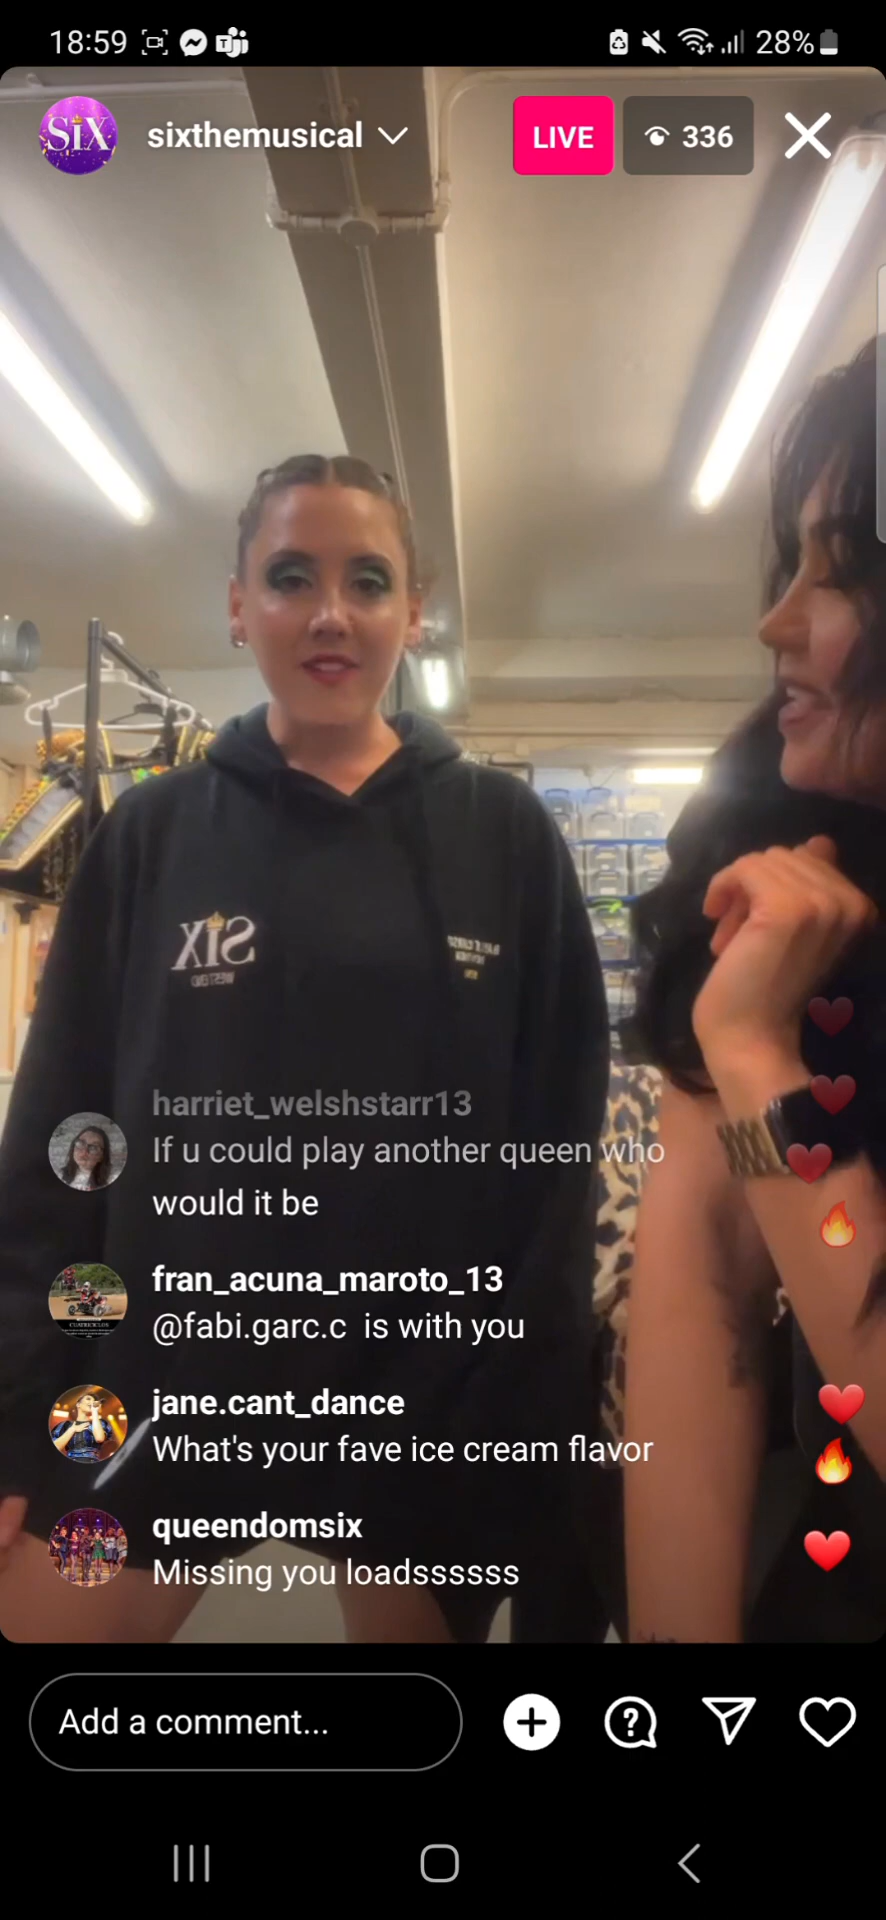 18:59
28%
SIX
sixthemusical
LIVE
336
SIX
WEST END
harriet_welshstarr13
If u could play another queen who
would it be
fran_acuna_maroto_13
@fabi.garc.c is with you
jane.cant_dance
What's your fave ice cream flavor
queendomsix
Missing you loadssssss
Add a comment...